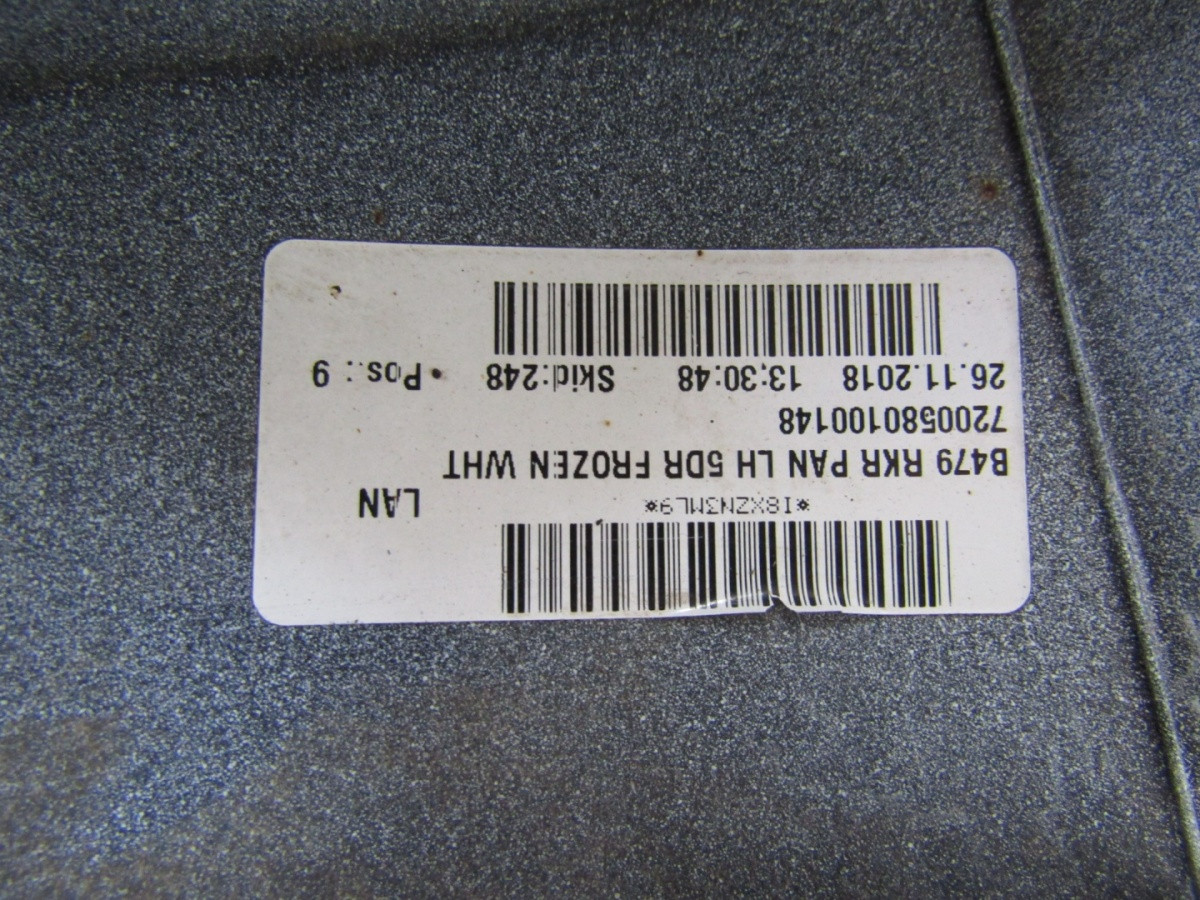 *I8XZN3ML9*
LAN
B479 RKR PAN LH 5DR FROZEN WHT
7200580100148
26.11.2018 13:30:48 Skid:248 Pos.: 9